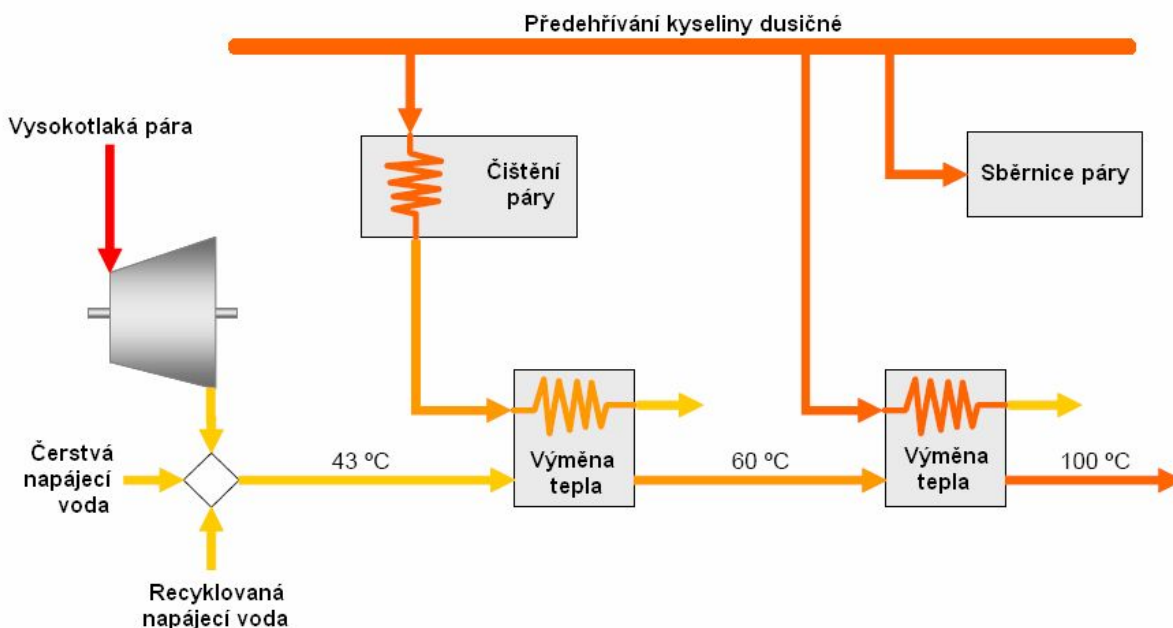 Předehřívání kyseliny dusičné
Vysokotlaká pára
Čištění
páry
Sběrnice páry
Čerstvá
napájecí
voda
43 ºC
Výměna
tepla
60 ºC
Výměna
tepla
100 ºC
Recyklovaná
napájecí voda